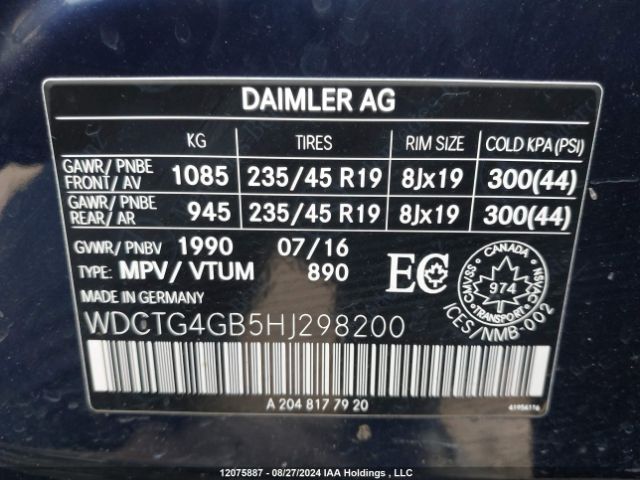 DAIMLER AG
KG TIRES RIM SIZE COLD KPA (PSI)
GAWR/ PNBE FRONT/ AV 1085 235/45 R19 8Jx19 300(44)
GAWR/ PNBE REAR/ AR 945 235/45 R19 8Jx19 300(44)
GVWR/ PNBV 1990 07/16
TYPE: MPV/ VTUM 890
EC
CANADA
974
TRANSPORT
ICES/NMB-002
MADE IN GERMANY
WDCTG4GB5HJ298200
A 204 817 79 20
61956116
12075887 - 08/27/2024 IAA Holdings , LLC